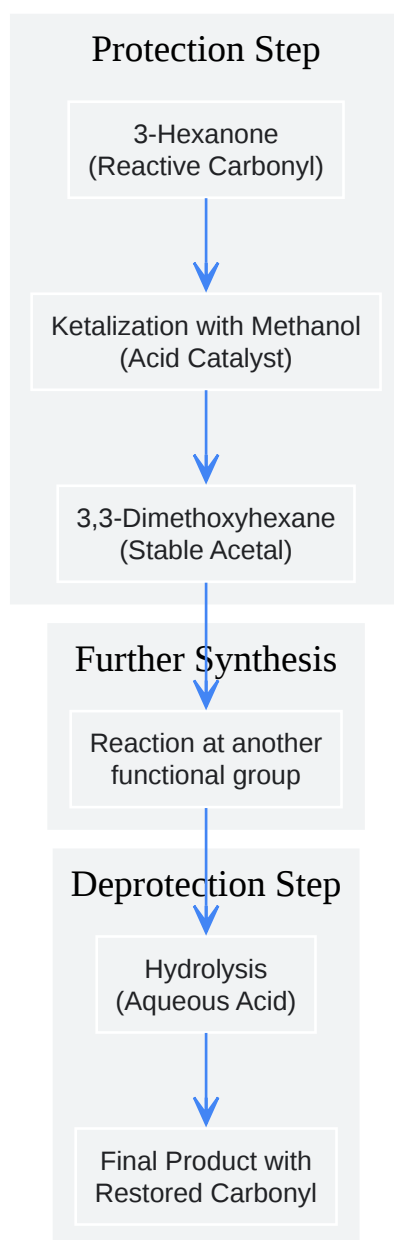 Protection Step
3-Hexanone
(Reactive Carbonyl)
Ketalization with Methanol
(Acid Catalyst)
3,3-Dimethoxyhexane
(Stable Acetal)
Further Synthesis
Reaction at another
functional group
Deprotection Step
Hydrolysis
(Aqueous Acid)
Final Product with
Restored Carbonyl